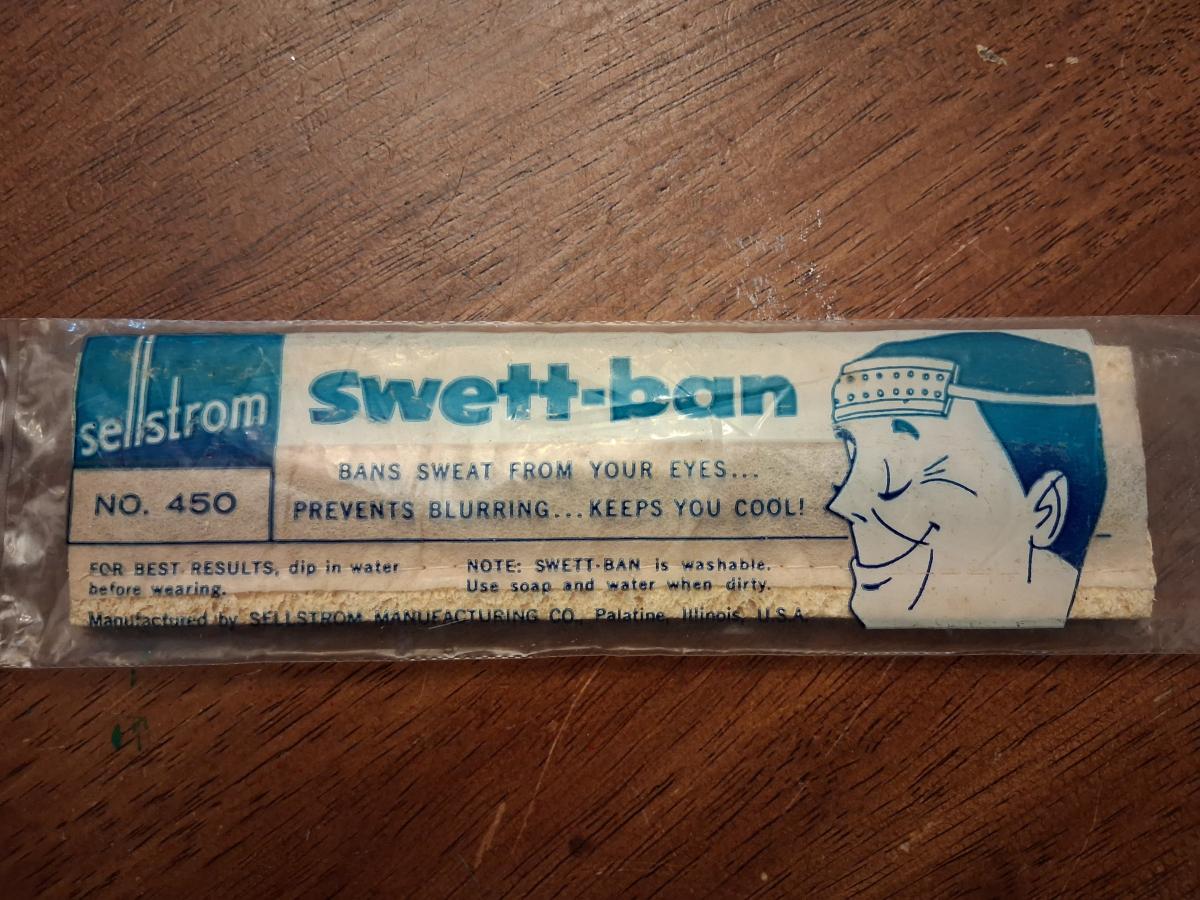 sellstrom
NO. 450
swett-ban
BANS SWEAT FROM YOUR EYES...
PREVENTS BLURRING...KEEPS YOU COOL!
FOR BEST RESULTS, dip in water
before wearing.
NOTE: SWETT-BAN is washable.
Use soap and water when dirty.
Manufactured by SELLSTROM MANUFACTURING CO., Palatine, Illinois, U.S.A.